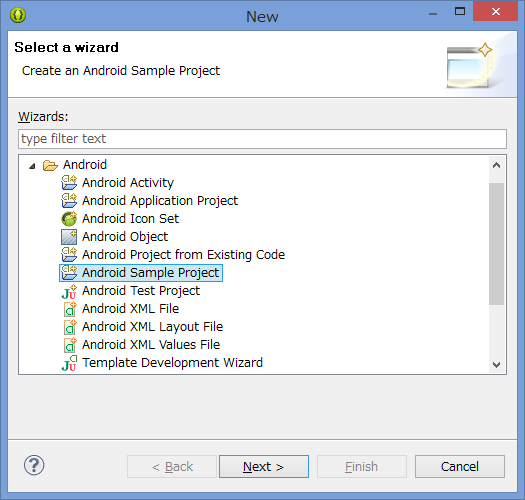 New
Select a wizard
Create an Android Sample Project
Wizards:
type filter text
Android
Android Activity
Android Application Project
Android Icon Set
Android Object
Android Project from Existing Code
Android Sample Project
Android Test Project
Android XML File
Android XML Layout File
Android XML Values File
Template Development Wizard
< Back
Next >
Finish
Cancel